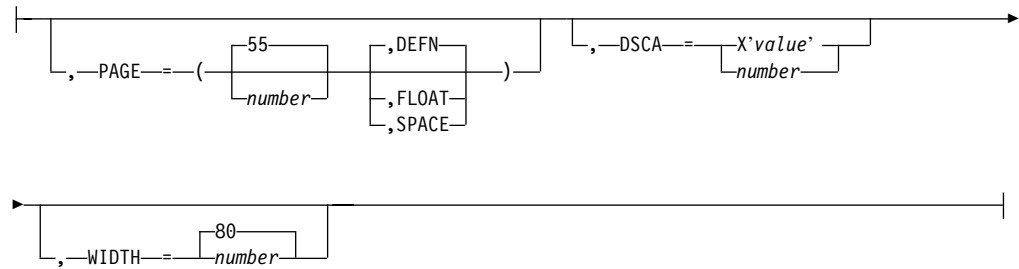 55 ,DEFN , DSCA = X'value'
, PAGE = ( number ,FLOAT ) number
,SPACE
80
, WIDTH = number